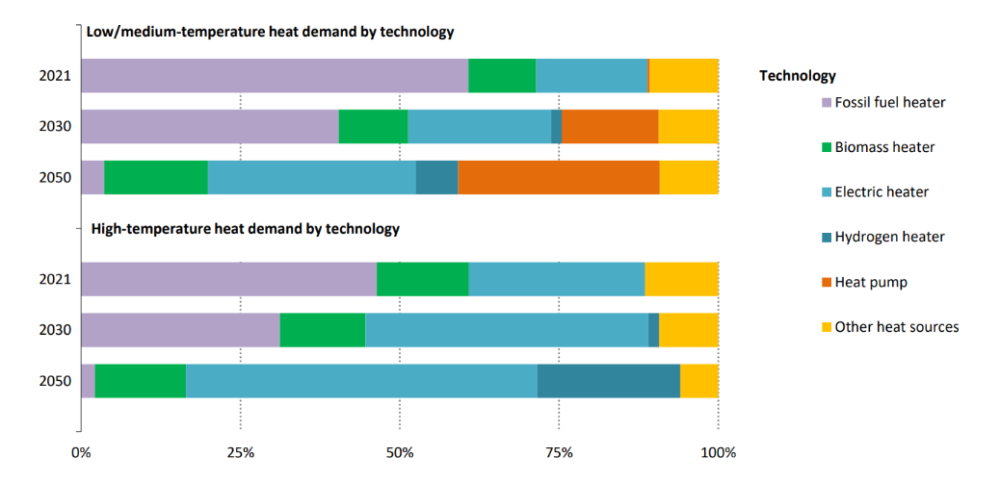 Low/medium-temperature heat demand by technology
2021
2030
2050
High-temperature heat demand by technology
2021
2030
2050
0% 25% 50% 75% 100%
Technology
Fossil fuel heater
Biomass heater
Electric heater
Hydrogen heater
Heat pump
Other heat sources